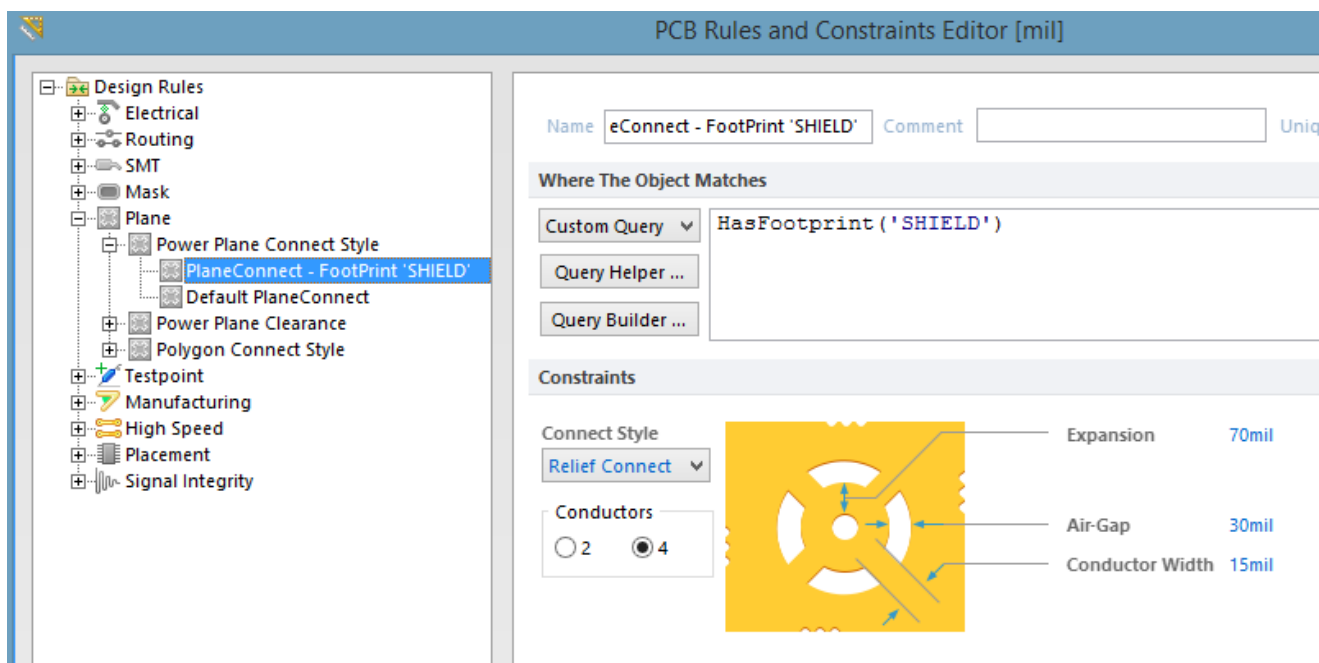 PCB Rules and Constraints Editor [mil]
Design Rules
Electrical
Routing
SMT
Mask
Plane
Power Plane Connect Style
PlaneConnect - FootPrint 'SHIELD'
Default PlaneConnect
Power Plane Clearance
Polygon Connect Style
Testpoint
Manufacturing
High Speed
Placement
Signal Integrity
Name eConnect - FootPrint 'SHIELD' Comment Uniq
Where The Object Matches
Custom Query HasFootprint('SHIELD')
Query Helper ...
Query Builder ...
Constraints
Connect Style
Relief Connect
Conductors
2 4
Expansion 70mil
Air-Gap 30mil
Conductor Width 15mil